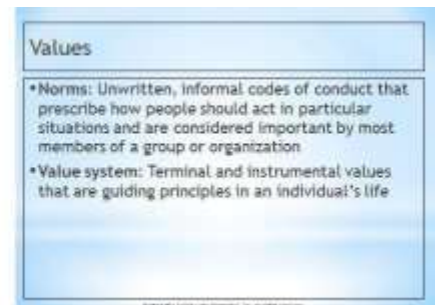 Values
•Norms: Unwritten, informal codes of conduct that
prescribe how people should act in particular
situations and are considered important by most
members of a group or organization
•Value system: Terminal and instrumental values
that are guiding principles in an individual's life